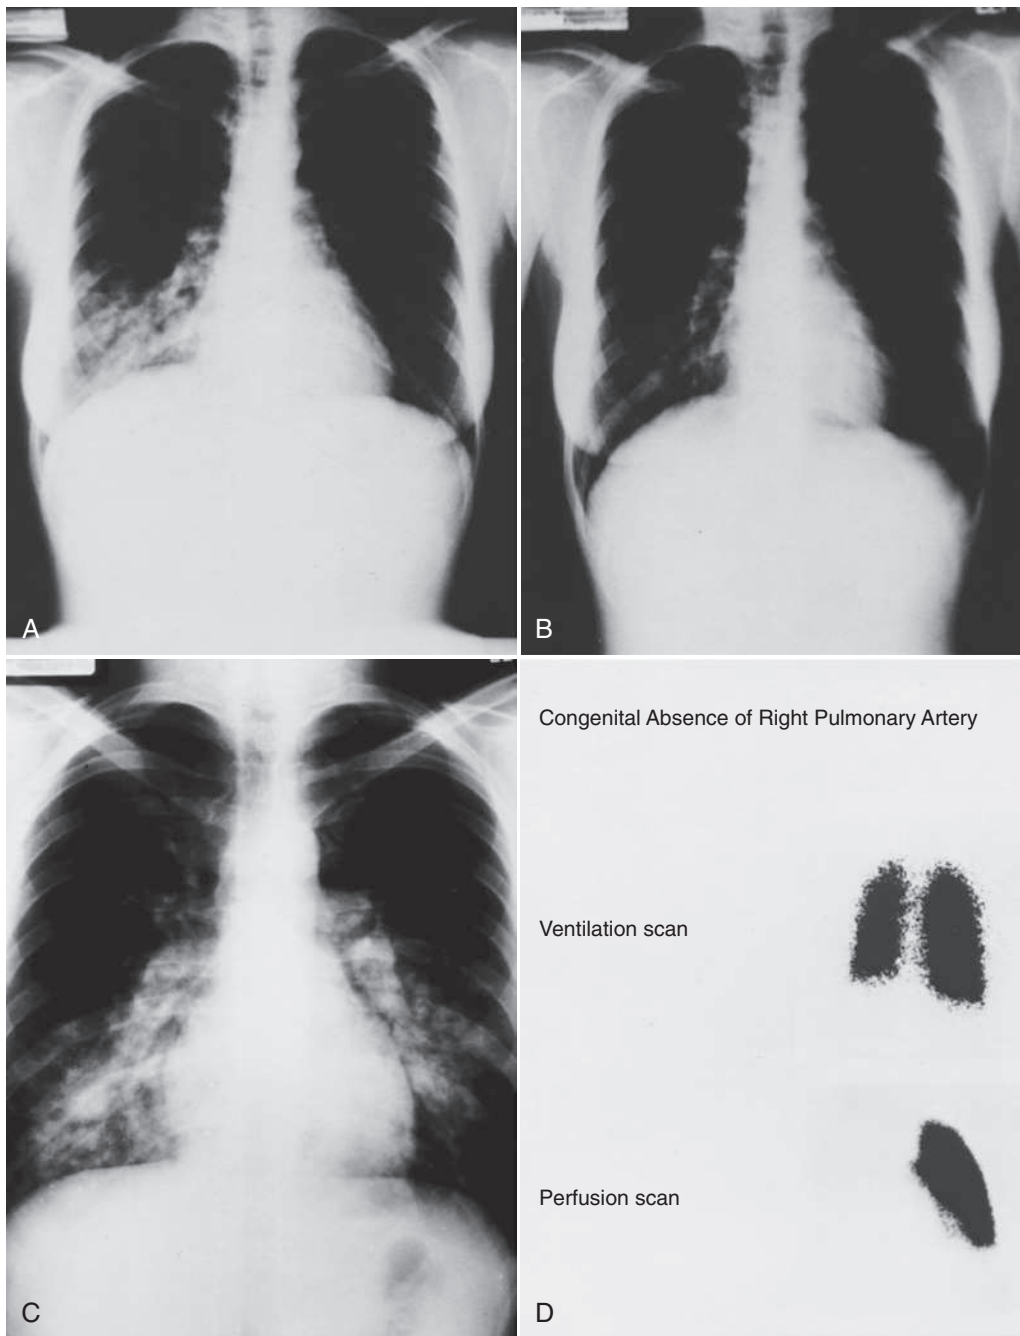 A
B
C
Congenital Absence of Right Pulmonary Artery
Ventilation scan
Perfusion scan
D